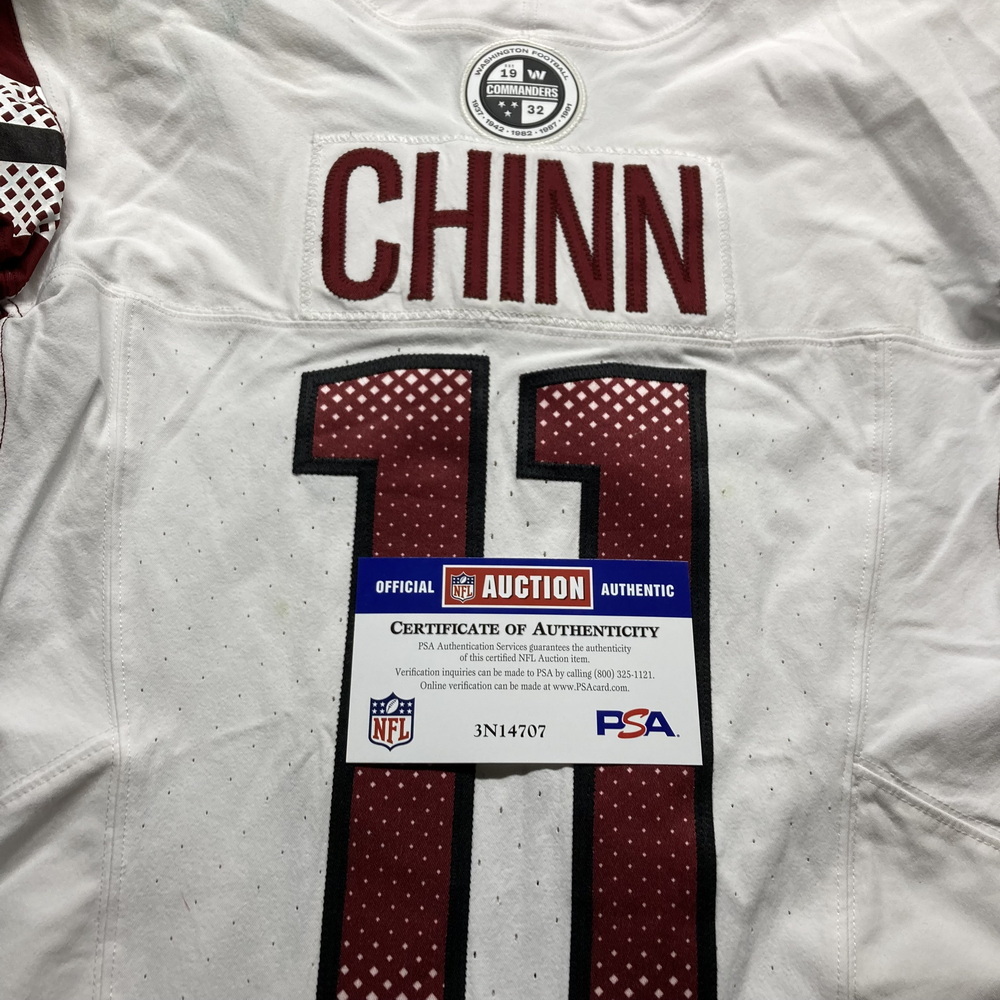 WASHINGTON FOOTBALL
EST
19 W
COMMANDERS
32
1937 • 1942 • 1982 • 1987 • 1991
CHINN
11
OFFICIAL NFL AUCTION AUTHENTIC
CERTIFICATE OF AUTHENTICITY
PSA Authentication Services guarantees the authenticity
of this certified NFL Auction item.
Verification inquiries can be made to PSA by calling (800) 325-1121.
Online verification can be made at www.PSAcard.com.
NFL 3N14707 PSA.